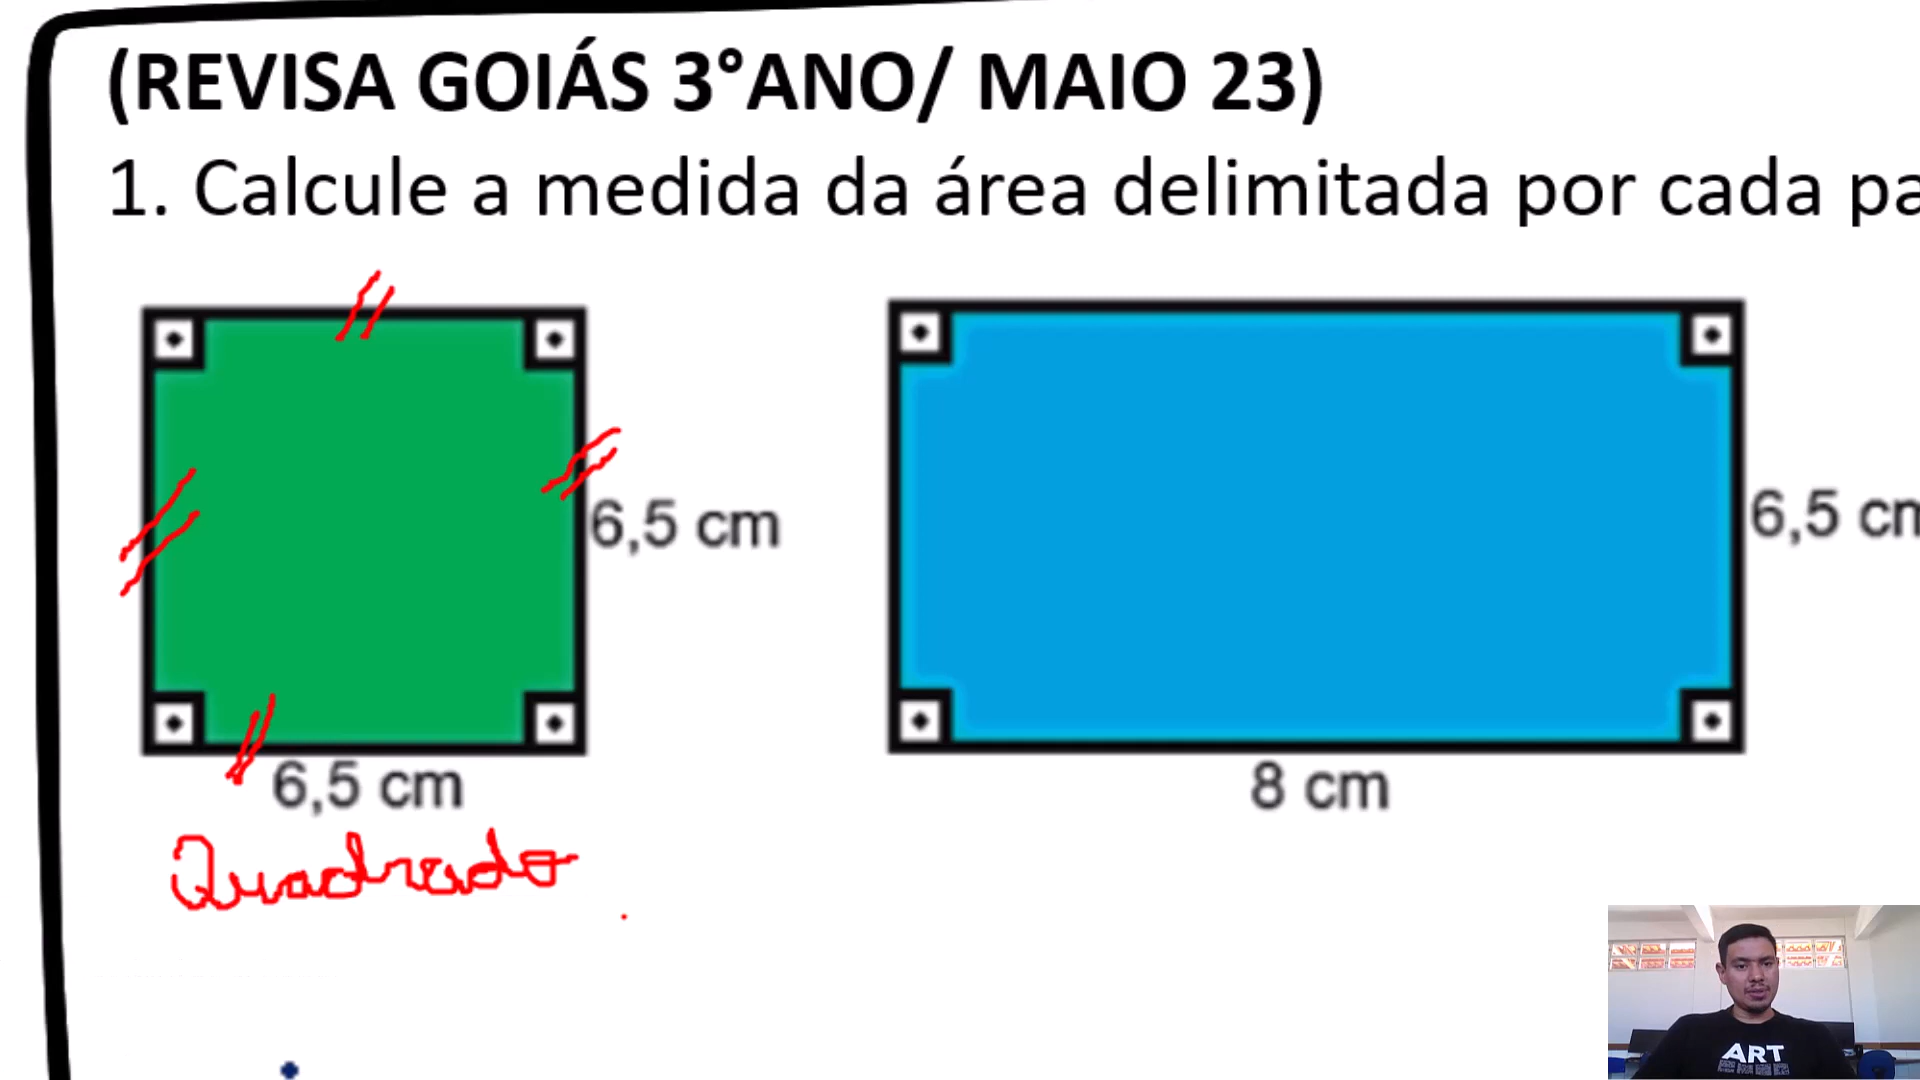 (REVISA GOIÁS 3°ANO/ MAIO 23)
1. Calcule a medida da área delimitada por cada pa
6,5 cm
6,5 cm
6,5 cm
8 cm
Quadrado
ART